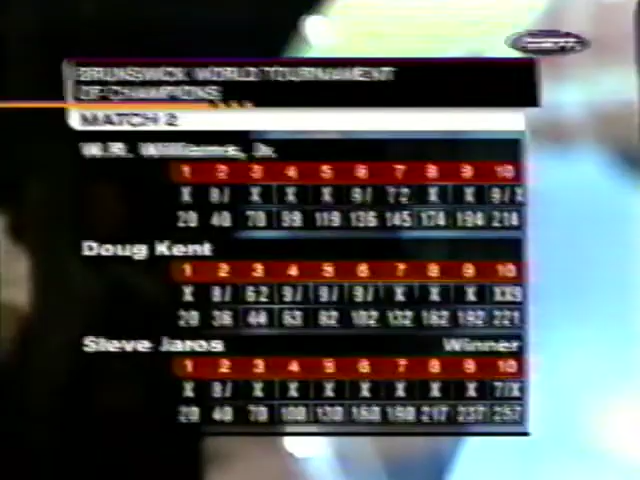 ESPN
BRUNSWICK WORLD TOURNAMENT
OF CHAMPIONS
MATCH 2
W.R. Williams, Jr.
1 2 3 4 5 6 7 8 9 10
X 8/ X X X 9/ 72 X X 9/X
20 40 70 99 119 136 145 174 194 214
Doug Kent
1 2 3 4 5 6 7 8 9 10
X 8/ 62 9/ 9/ 9/ X X X XX9
20 36 44 63 82 102 132 162 192 221
Steve Jaros Winner
1 2 3 4 5 6 7 8 9 10
X 8/ X X X X X X X 7/X
20 40 70 100 130 160 190 217 237 257